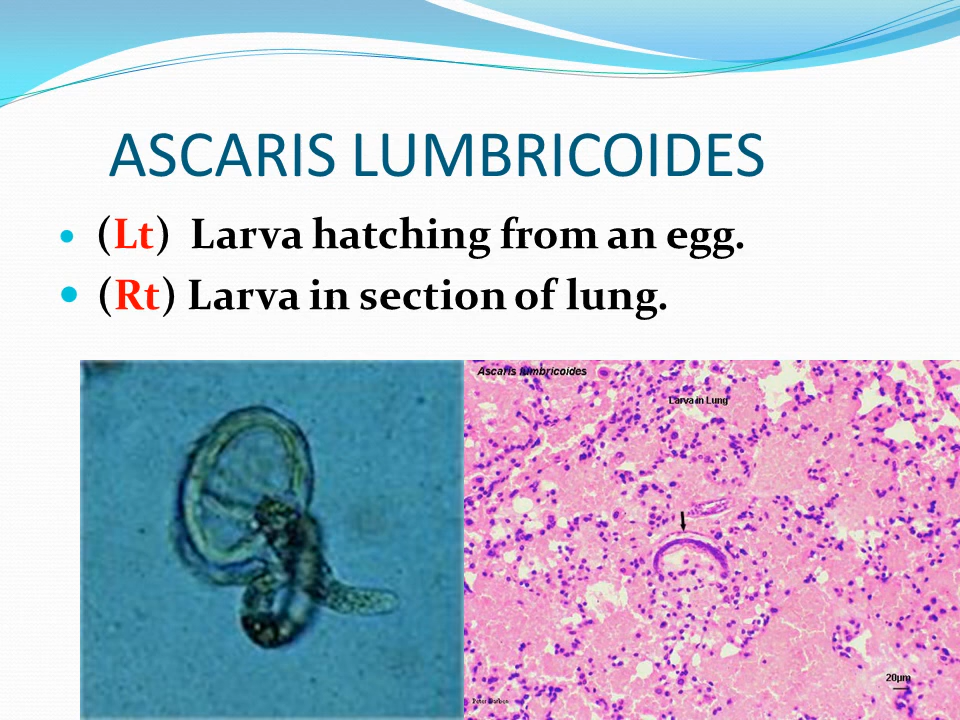 ASCARIS LUMBRICOIDES
• (Lt) Larva hatching from an egg.
• (Rt) Larva in section of lung.
Ascaris lumbricoides
Larva in Lung
20µm